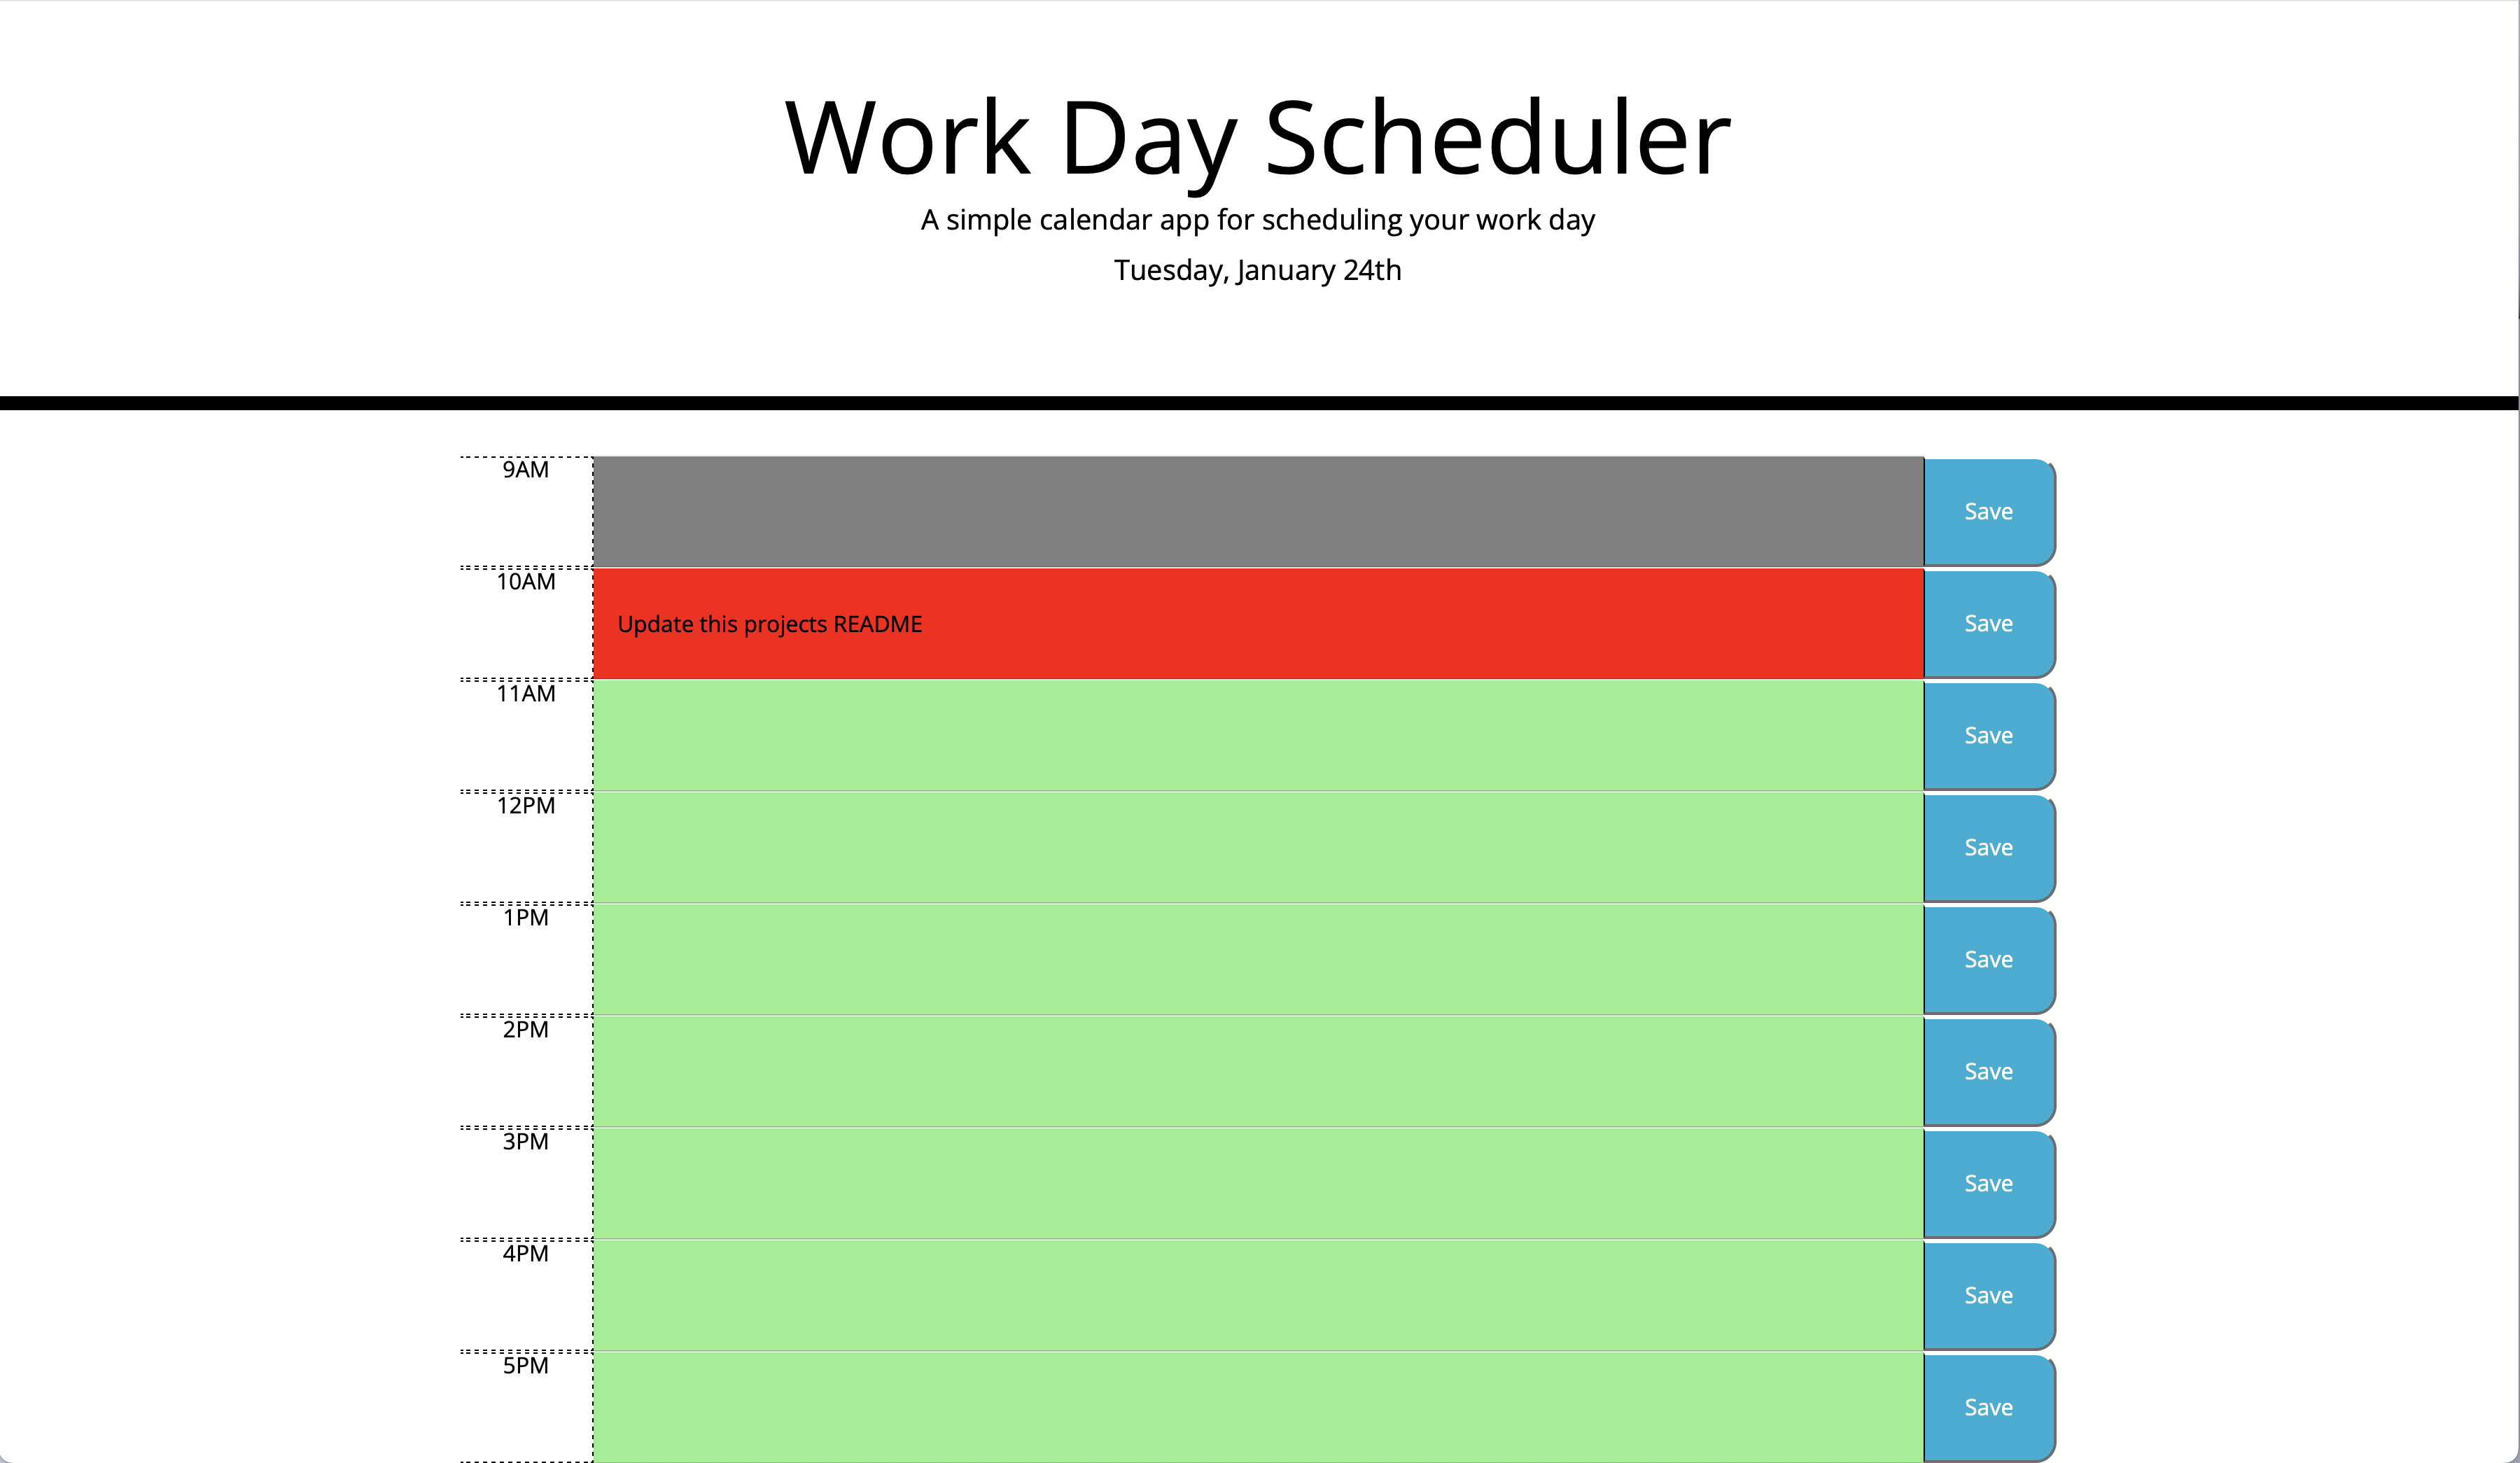 Work Day Scheduler
A simple calendar app for scheduling your work day
Tuesday, January 24th
9AM
Save
10AM
Update this projects README
Save
11AM
Save
12PM
Save
1PM
Save
2PM
Save
3PM
Save
4PM
Save
5PM
Save